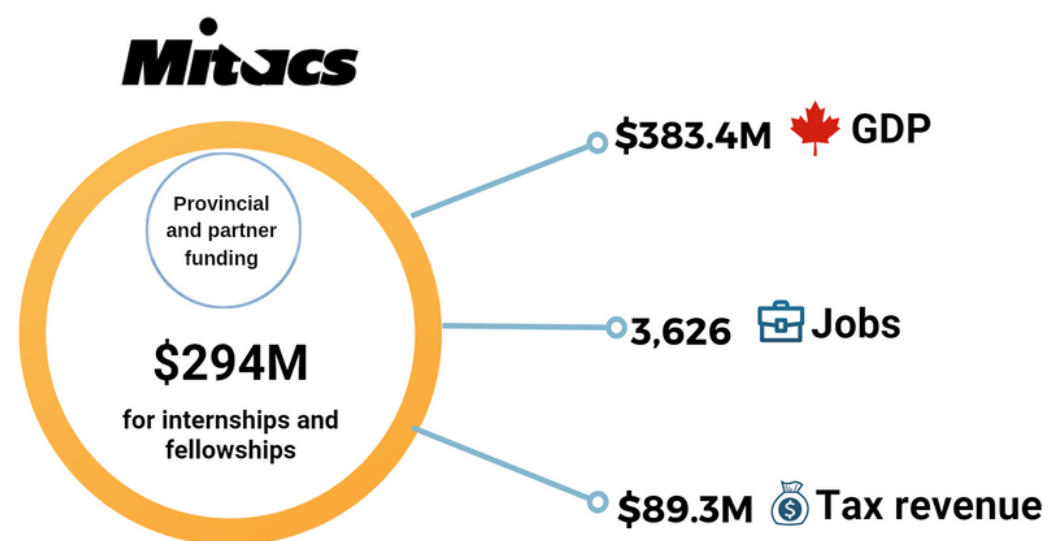 Mitacs
Provincial
and partner
funding
$294M
for internships and
fellowships
$383.4M GDP
3,626 Jobs
$89.3M $ Tax revenue